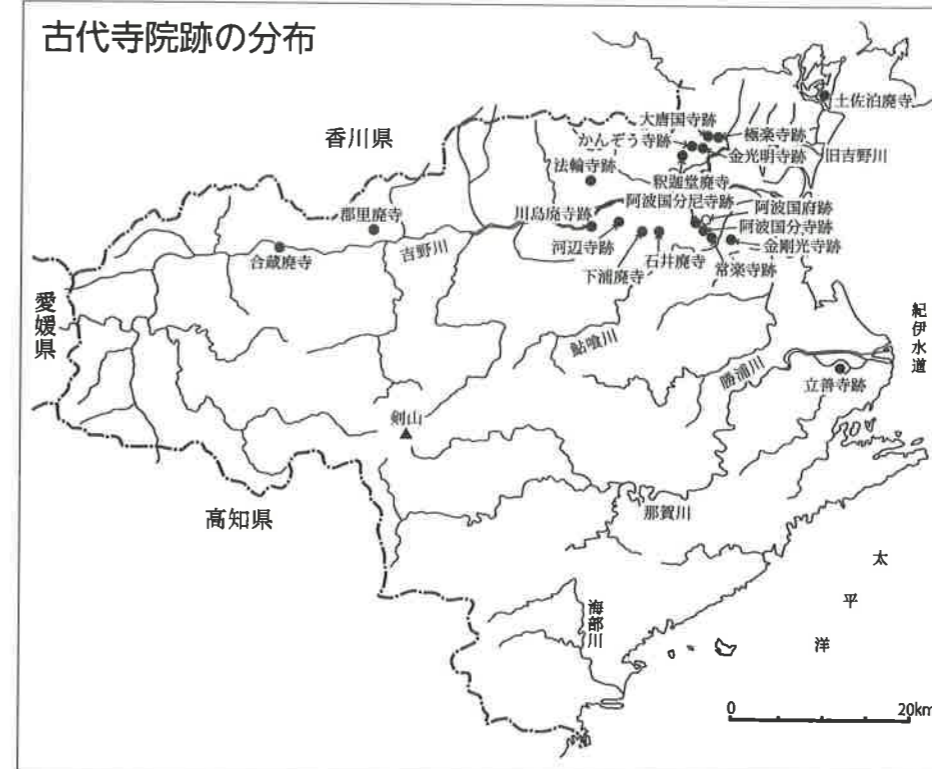 古代寺院跡の分布
土佐泊廃寺
大唐国寺跡
香川県
かんぞう寺跡
極楽寺跡
金光明寺跡
旧吉野川
法輪寺跡
釈迦堂廃寺
阿波国分尼寺跡
阿波国府跡
郡里廃寺
川島廃寺跡
阿波国分寺跡
吉野川
河辺寺跡
金剛光寺跡
合蔵廃寺
石井廃寺
下浦廃寺
常楽寺跡
愛媛県
紀伊水道
鮎喰川
勝浦川
立善寺跡
剣山
那賀川
高知県
太平洋
海部川
0
20km